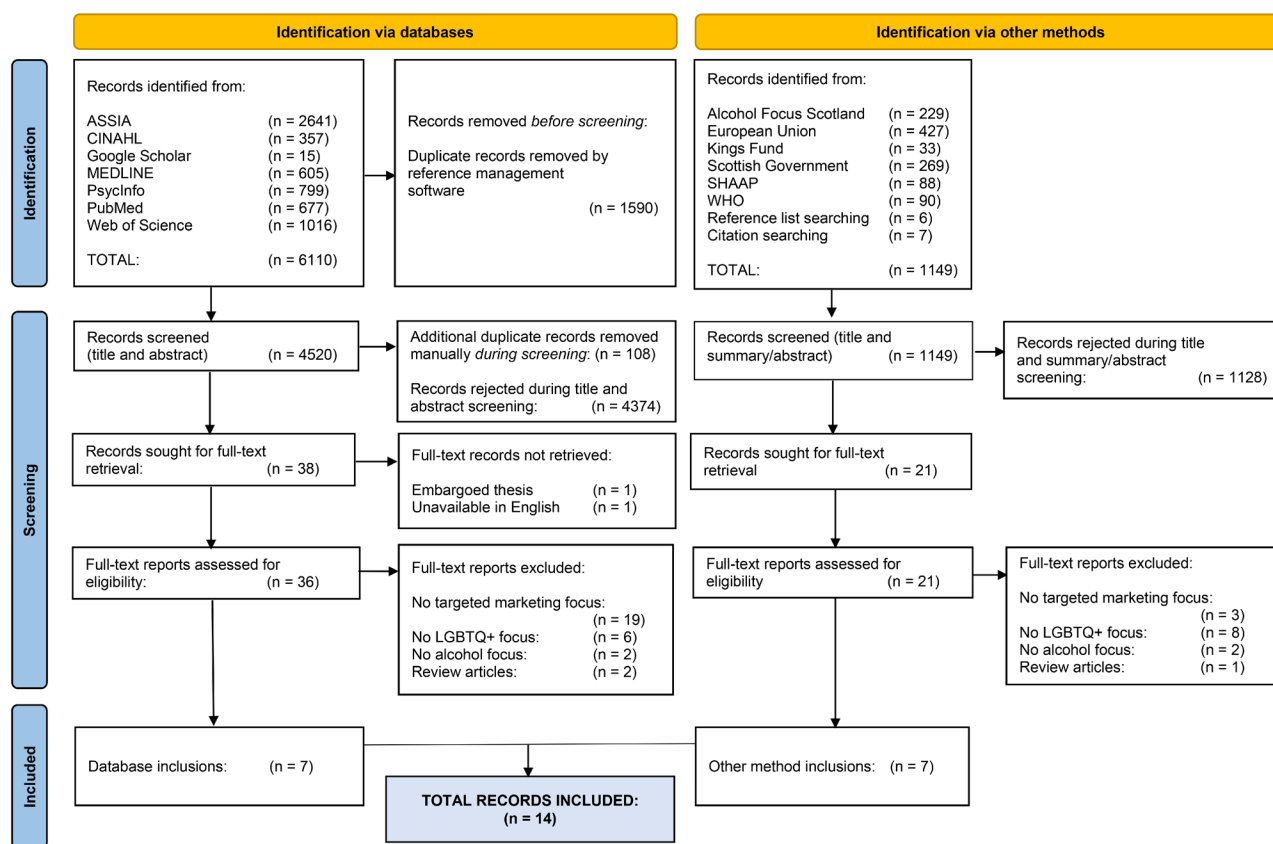 Identification via databases
Identification via other methods
Identification
Records identified from:
ASSIA (n = 2641)
CINAHL (n = 357)
Google Scholar (n = 15)
MEDLINE (n = 605)
PsycInfo (n = 799)
PubMed (n = 677)
Web of Science (n = 1016)
TOTAL: (n = 6110)
Records removed before screening:
Duplicate records removed by
reference management
software
(n = 1590)
Records identified from:
Alcohol Focus Scotland (n = 229)
European Union (n = 427)
Kings Fund (n = 33)
Scottish Government (n = 269)
SHAAP (n = 88)
WHO (n = 90)
Reference list searching (n = 6)
Citation searching (n = 7)
TOTAL: (n = 1149)
Screening
Records screened
(title and abstract) (n = 4520)
Additional duplicate records removed
manually during screening: (n = 108)
Records rejected during title and
abstract screening: (n = 4374)
Records screened (title and
summary/abstract) (n = 1149)
Records rejected during title
and summary/abstract
screening: (n = 1128)
Records sought for full-text
retrieval: (n = 38)
Full-text records not retrieved:
Embargoed thesis (n = 1)
Unavailable in English (n = 1)
Records sought for full-text
retrieval (n = 21)
Full-text reports assessed for
eligibility: (n = 36)
Full-text reports excluded:
No targeted marketing focus:
(n = 19)
No LGBTQ+ focus: (n = 6)
No alcohol focus: (n = 2)
Review articles: (n = 2)
Full-text reports assessed for
eligibility (n = 21)
Full-text reports excluded:
No targeted marketing focus:
(n = 3)
No LGBTQ+ focus: (n = 8)
No alcohol focus: (n = 2)
Review articles: (n = 1)
Included
Database inclusions: (n = 7)
Other method inclusions: (n = 7)
TOTAL RECORDS INCLUDED:
(n = 14)